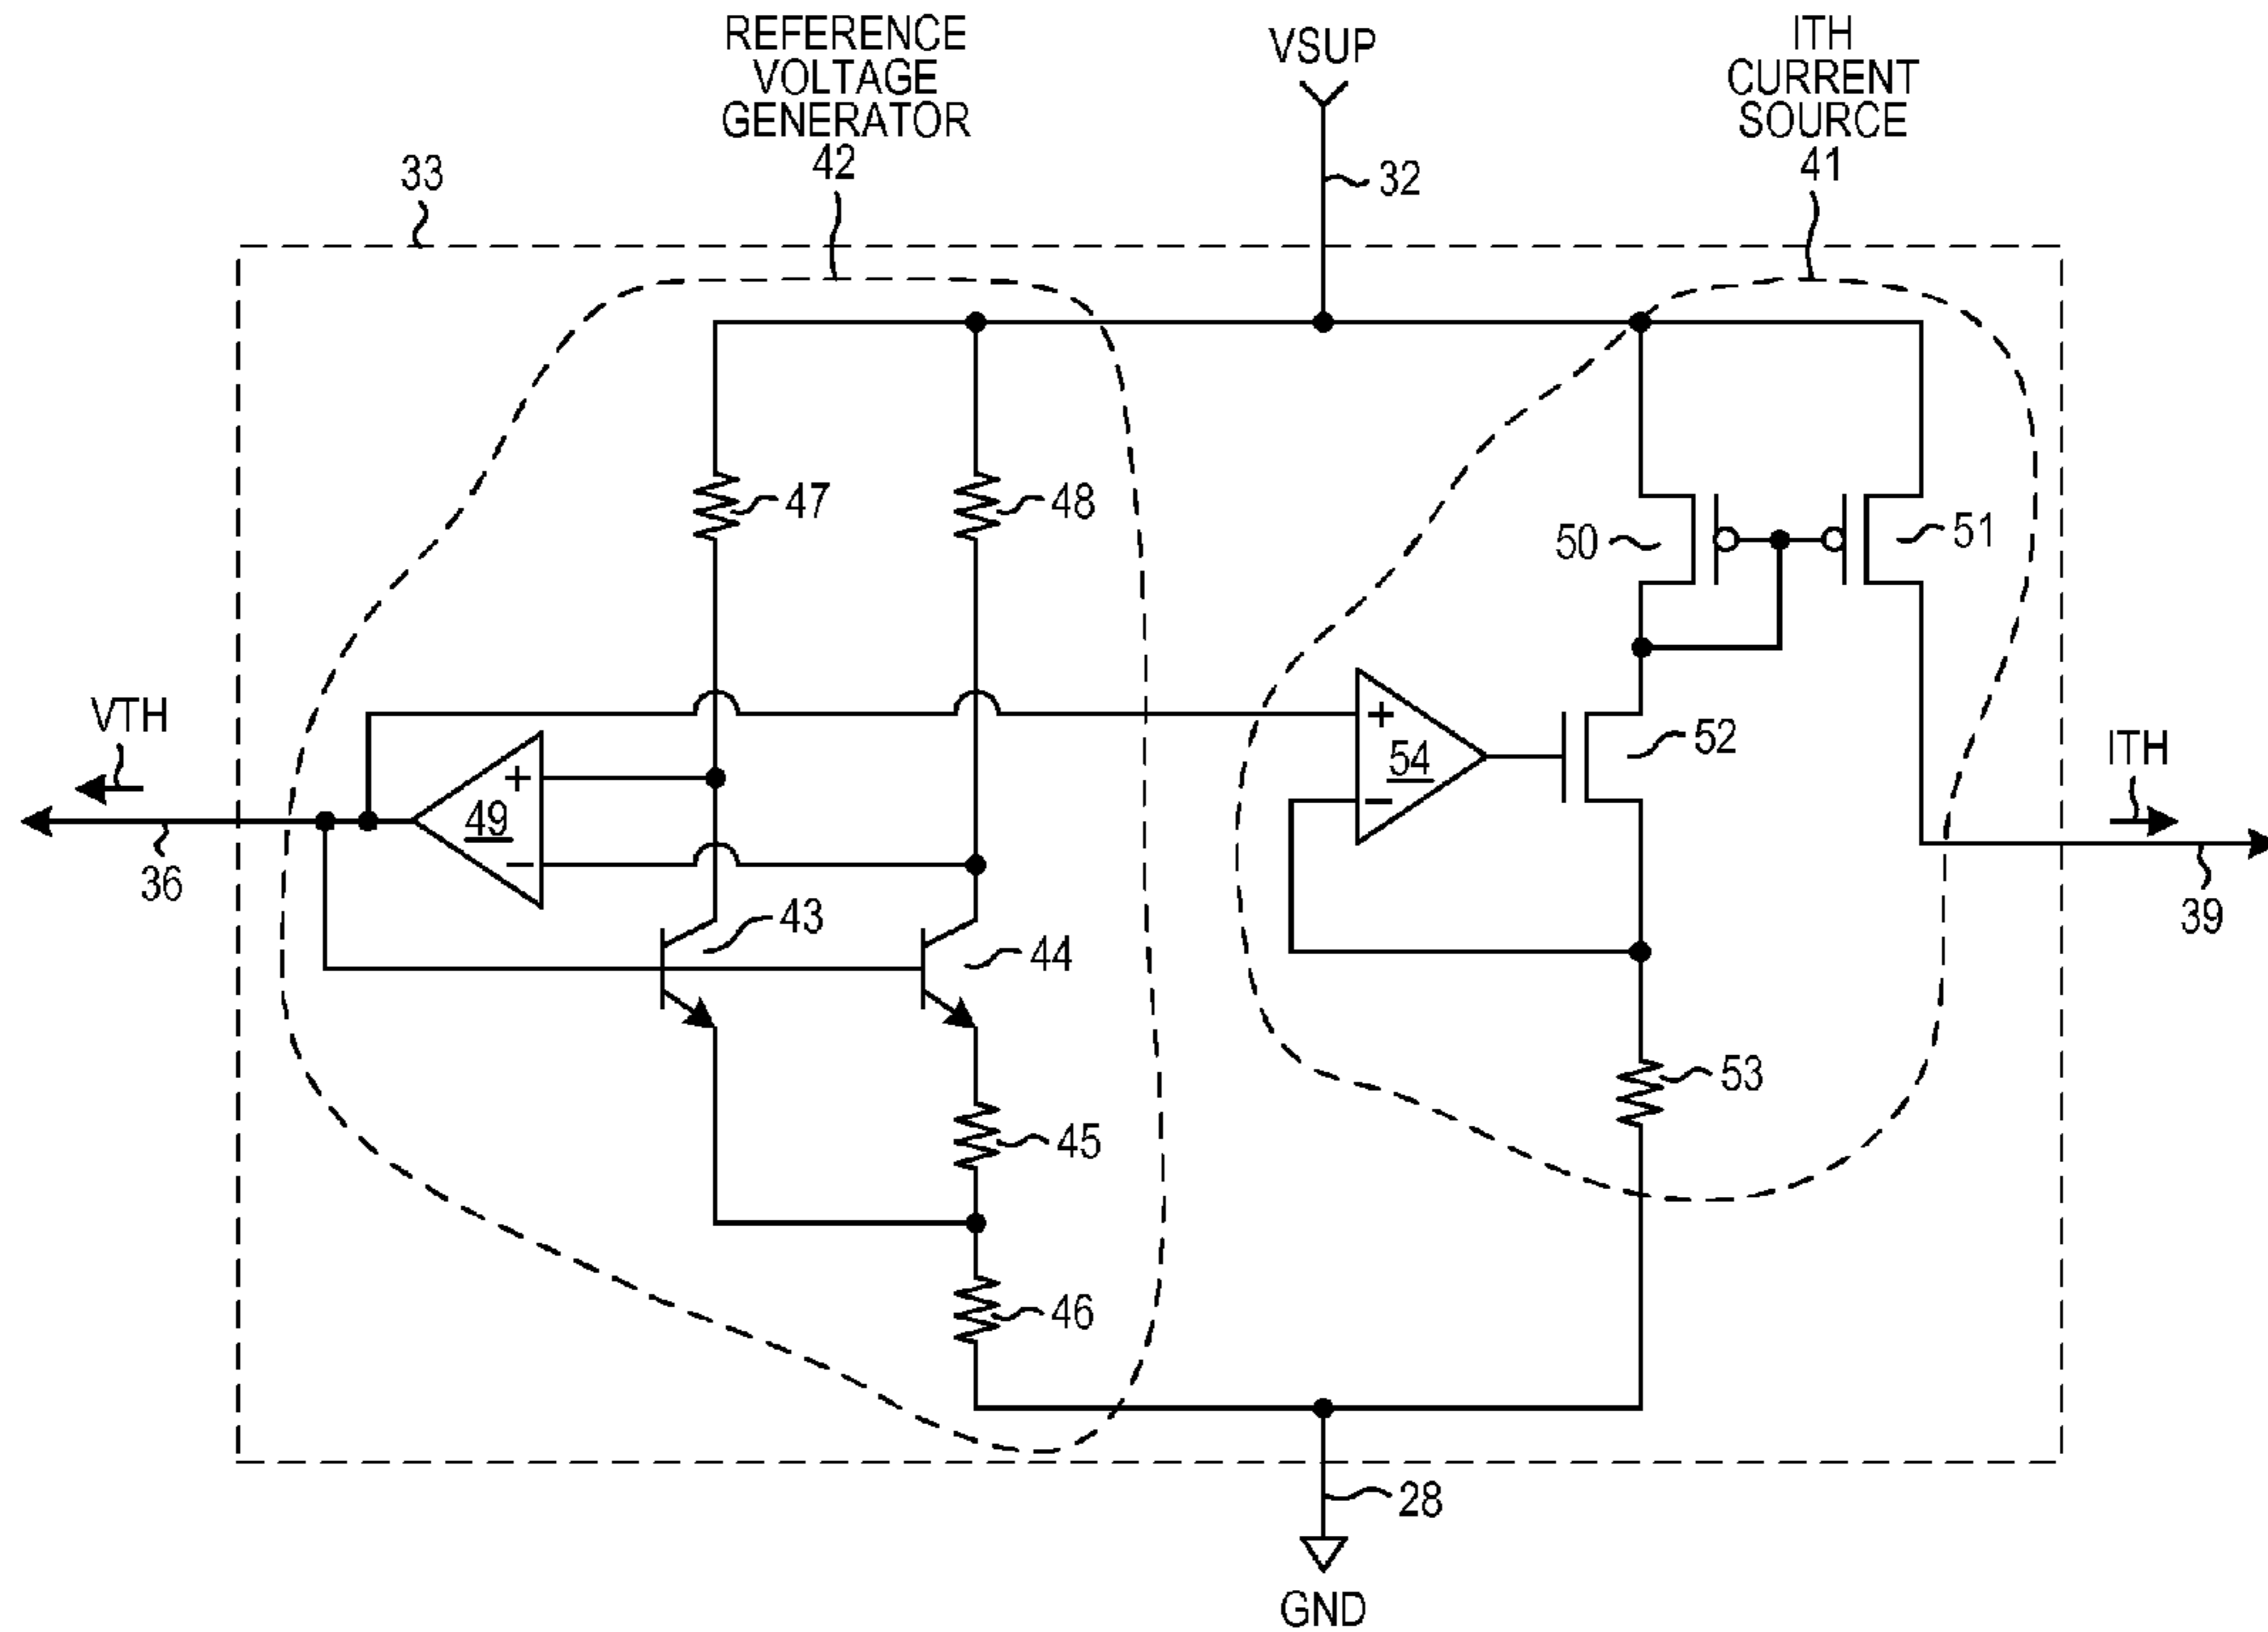 REFERENCE
VOLTAGE
GENERATOR
42
VSUP
ITH
CURRENT
SOURCE
41
33
32
47
48
50
51
VTH
+
49
−
36
+
54
−
52
ITH
39
43
44
53
45
46
28
GND